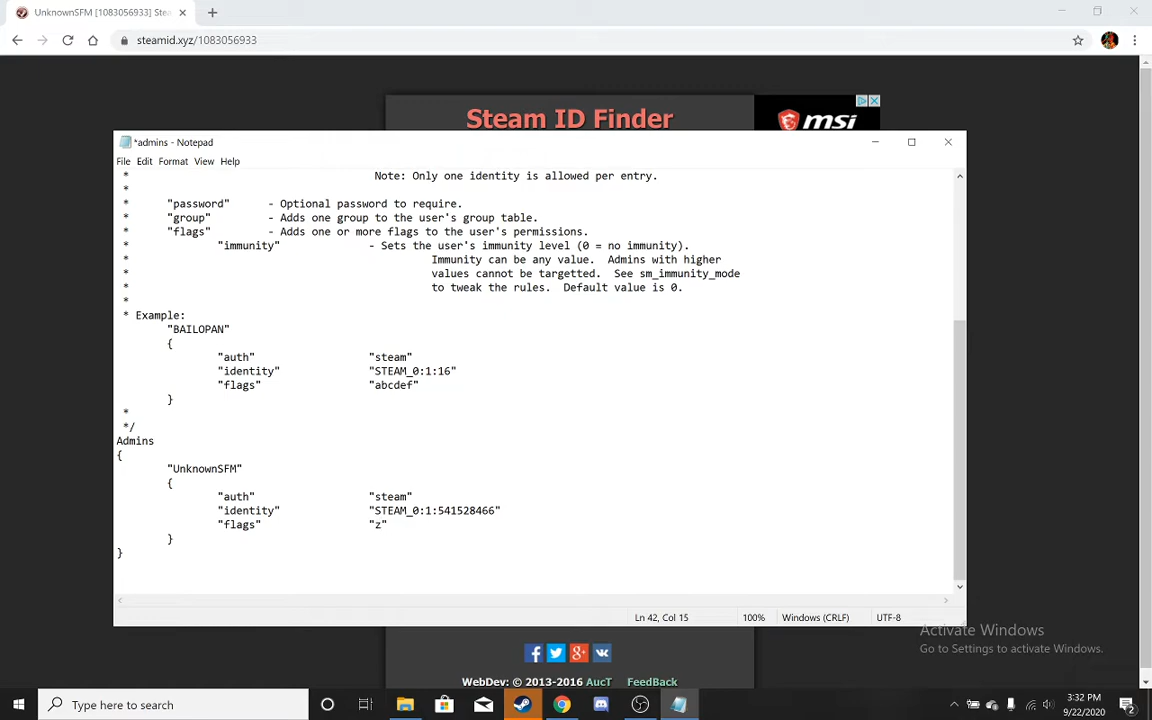 UnknownSFM [1083056933] Stea
steamid.xyz/1083056933
Steam ID Finder
msi
*admins - Notepad
File Edit Format View Help
* Note: Only one identity is allowed per entry.
*
* "password" - Optional password to require.
* "group" - Adds one group to the user's group table.
* "flags" - Adds one or more flags to the user's permissions.
* "immunity" - Sets the user's immunity level (0 = no immunity).
* Immunity can be any value. Admins with higher
* values cannot be targetted. See sm_immunity_mode
* to tweak the rules. Default value is 0.
*
* Example:
"BAILOPAN"
{
"auth" "steam"
"identity" "STEAM_0:1:16"
"flags" "abcdef"
}
*
*/
Admins
{
"UnknownSFM"
{
"auth" "steam"
"identity" "STEAM_0:1:541528466"
"flags" "z"
}
}
Ln 42, Col 15 100% Windows (CRLF) UTF-8
Activate Windows
Go to Settings to activate Windows.
WebDev: © 2013-2016 AucT FeedBack
Type here to search
3:32 PM
9/22/2020
2